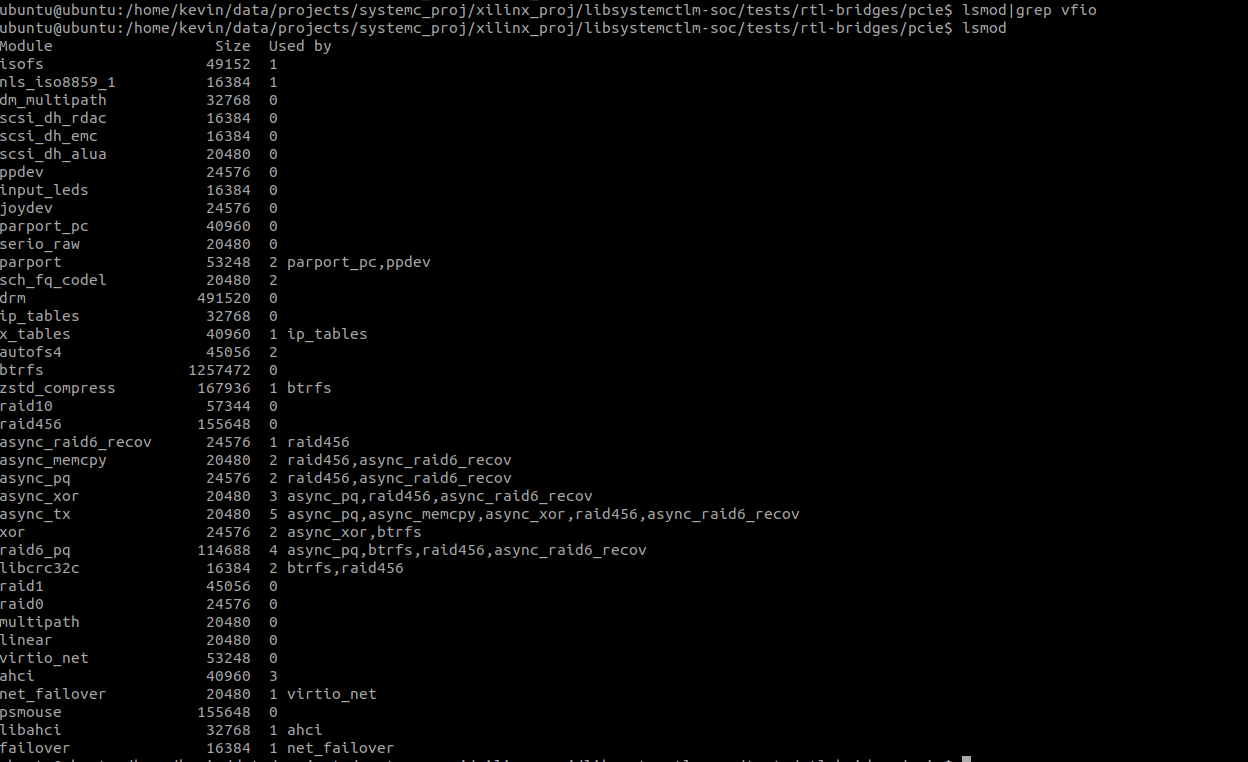 ubuntu@ubuntu:/home/kevin/data/projects/systemc_proj/xilinx_proj/libsystemctlm-soc/tests/rtl-bridges/pcie$ lsmod|grep vfio
ubuntu@ubuntu:/home/kevin/data/projects/systemc_proj/xilinx_proj/libsystemctlm-soc/tests/rtl-bridges/pcie$ lsmod
Module                  Size  Used by
isofs                  49152  1
nls_iso8859_1          16384  1
dm_multipath           32768  0
scsi_dh_rdac           16384  0
scsi_dh_emc            16384  0
scsi_dh_alua           20480  0
ppdev                  24576  0
input_leds             16384  0
joydev                 24576  0
parport_pc             40960  0
serio_raw              20480  0
parport                53248  2 parport_pc,ppdev
sch_fq_codel           20480  2
drm                   491520  0
ip_tables              32768  0
x_tables               40960  1 ip_tables
autofs4                45056  2
btrfs                1257472  0
zstd_compress         167936  1 btrfs
raid10                 57344  0
raid456               155648  0
async_raid6_recov      24576  1 raid456
async_memcpy           20480  2 raid456,async_raid6_recov
async_pq               24576  2 raid456,async_raid6_recov
async_xor              20480  3 async_pq,raid456,async_raid6_recov
async_tx               20480  5 async_pq,async_memcpy,async_xor,raid456,async_raid6_recov
xor                    24576  2 async_xor,btrfs
raid6_pq              114688  4 async_pq,btrfs,raid456,async_raid6_recov
libcrc32c              16384  2 btrfs,raid456
raid1                  45056  0
raid0                  24576  0
multipath              20480  0
linear                 20480  0
virtio_net             53248  0
ahci                   40960  3
net_failover           20480  1 virtio_net
psmouse               155648  0
libahci                32768  1 ahci
failover               16384  1 net_failover